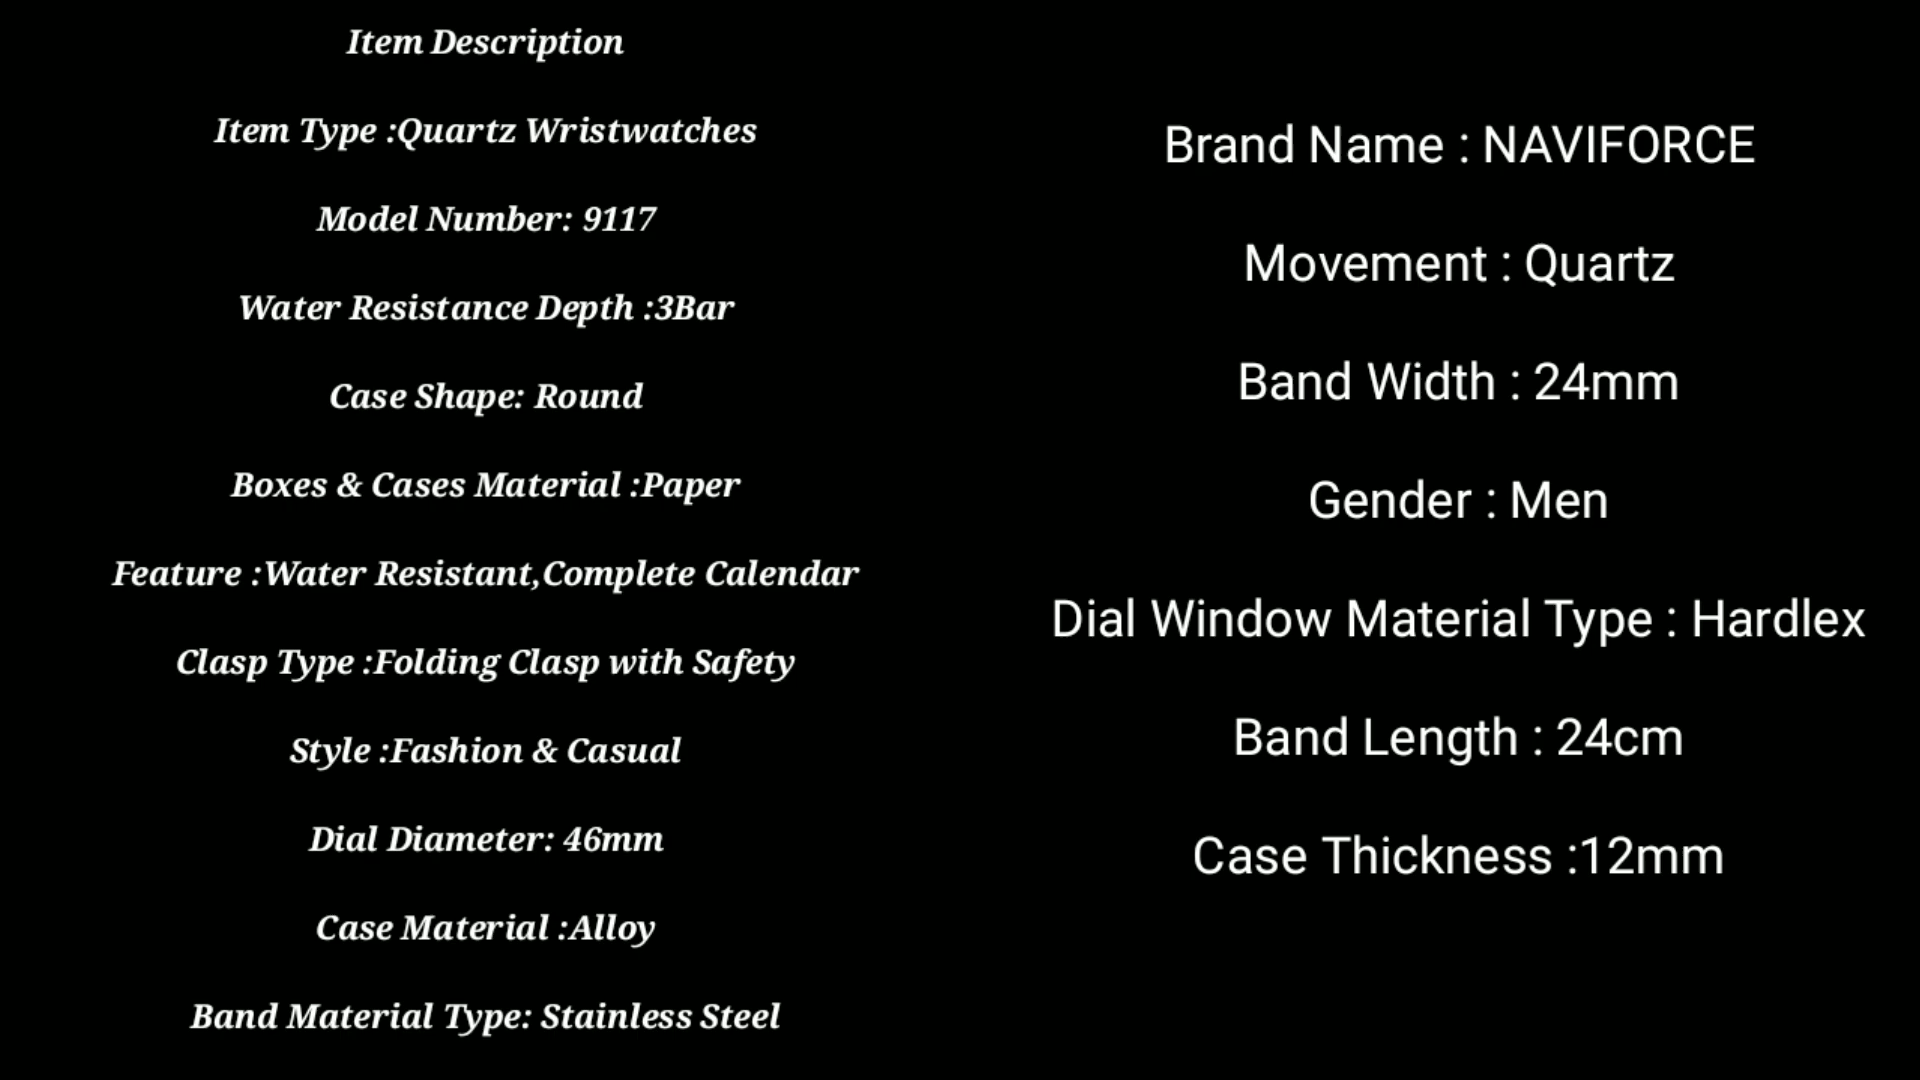 Item Description
Item Type :Quartz Wristwatches
Model Number: 9117
Water Resistance Depth :3Bar
Case Shape: Round
Boxes & Cases Material :Paper
Feature :Water Resistant,Complete Calendar
Clasp Type :Folding Clasp with Safety
Style :Fashion & Casual
Dial Diameter: 46mm
Case Material :Alloy
Band Material Type: Stainless Steel
Brand Name : NAVIFORCE
Movement : Quartz
Band Width : 24mm
Gender : Men
Dial Window Material Type : Hardlex
Band Length : 24cm
Case Thickness :12mm